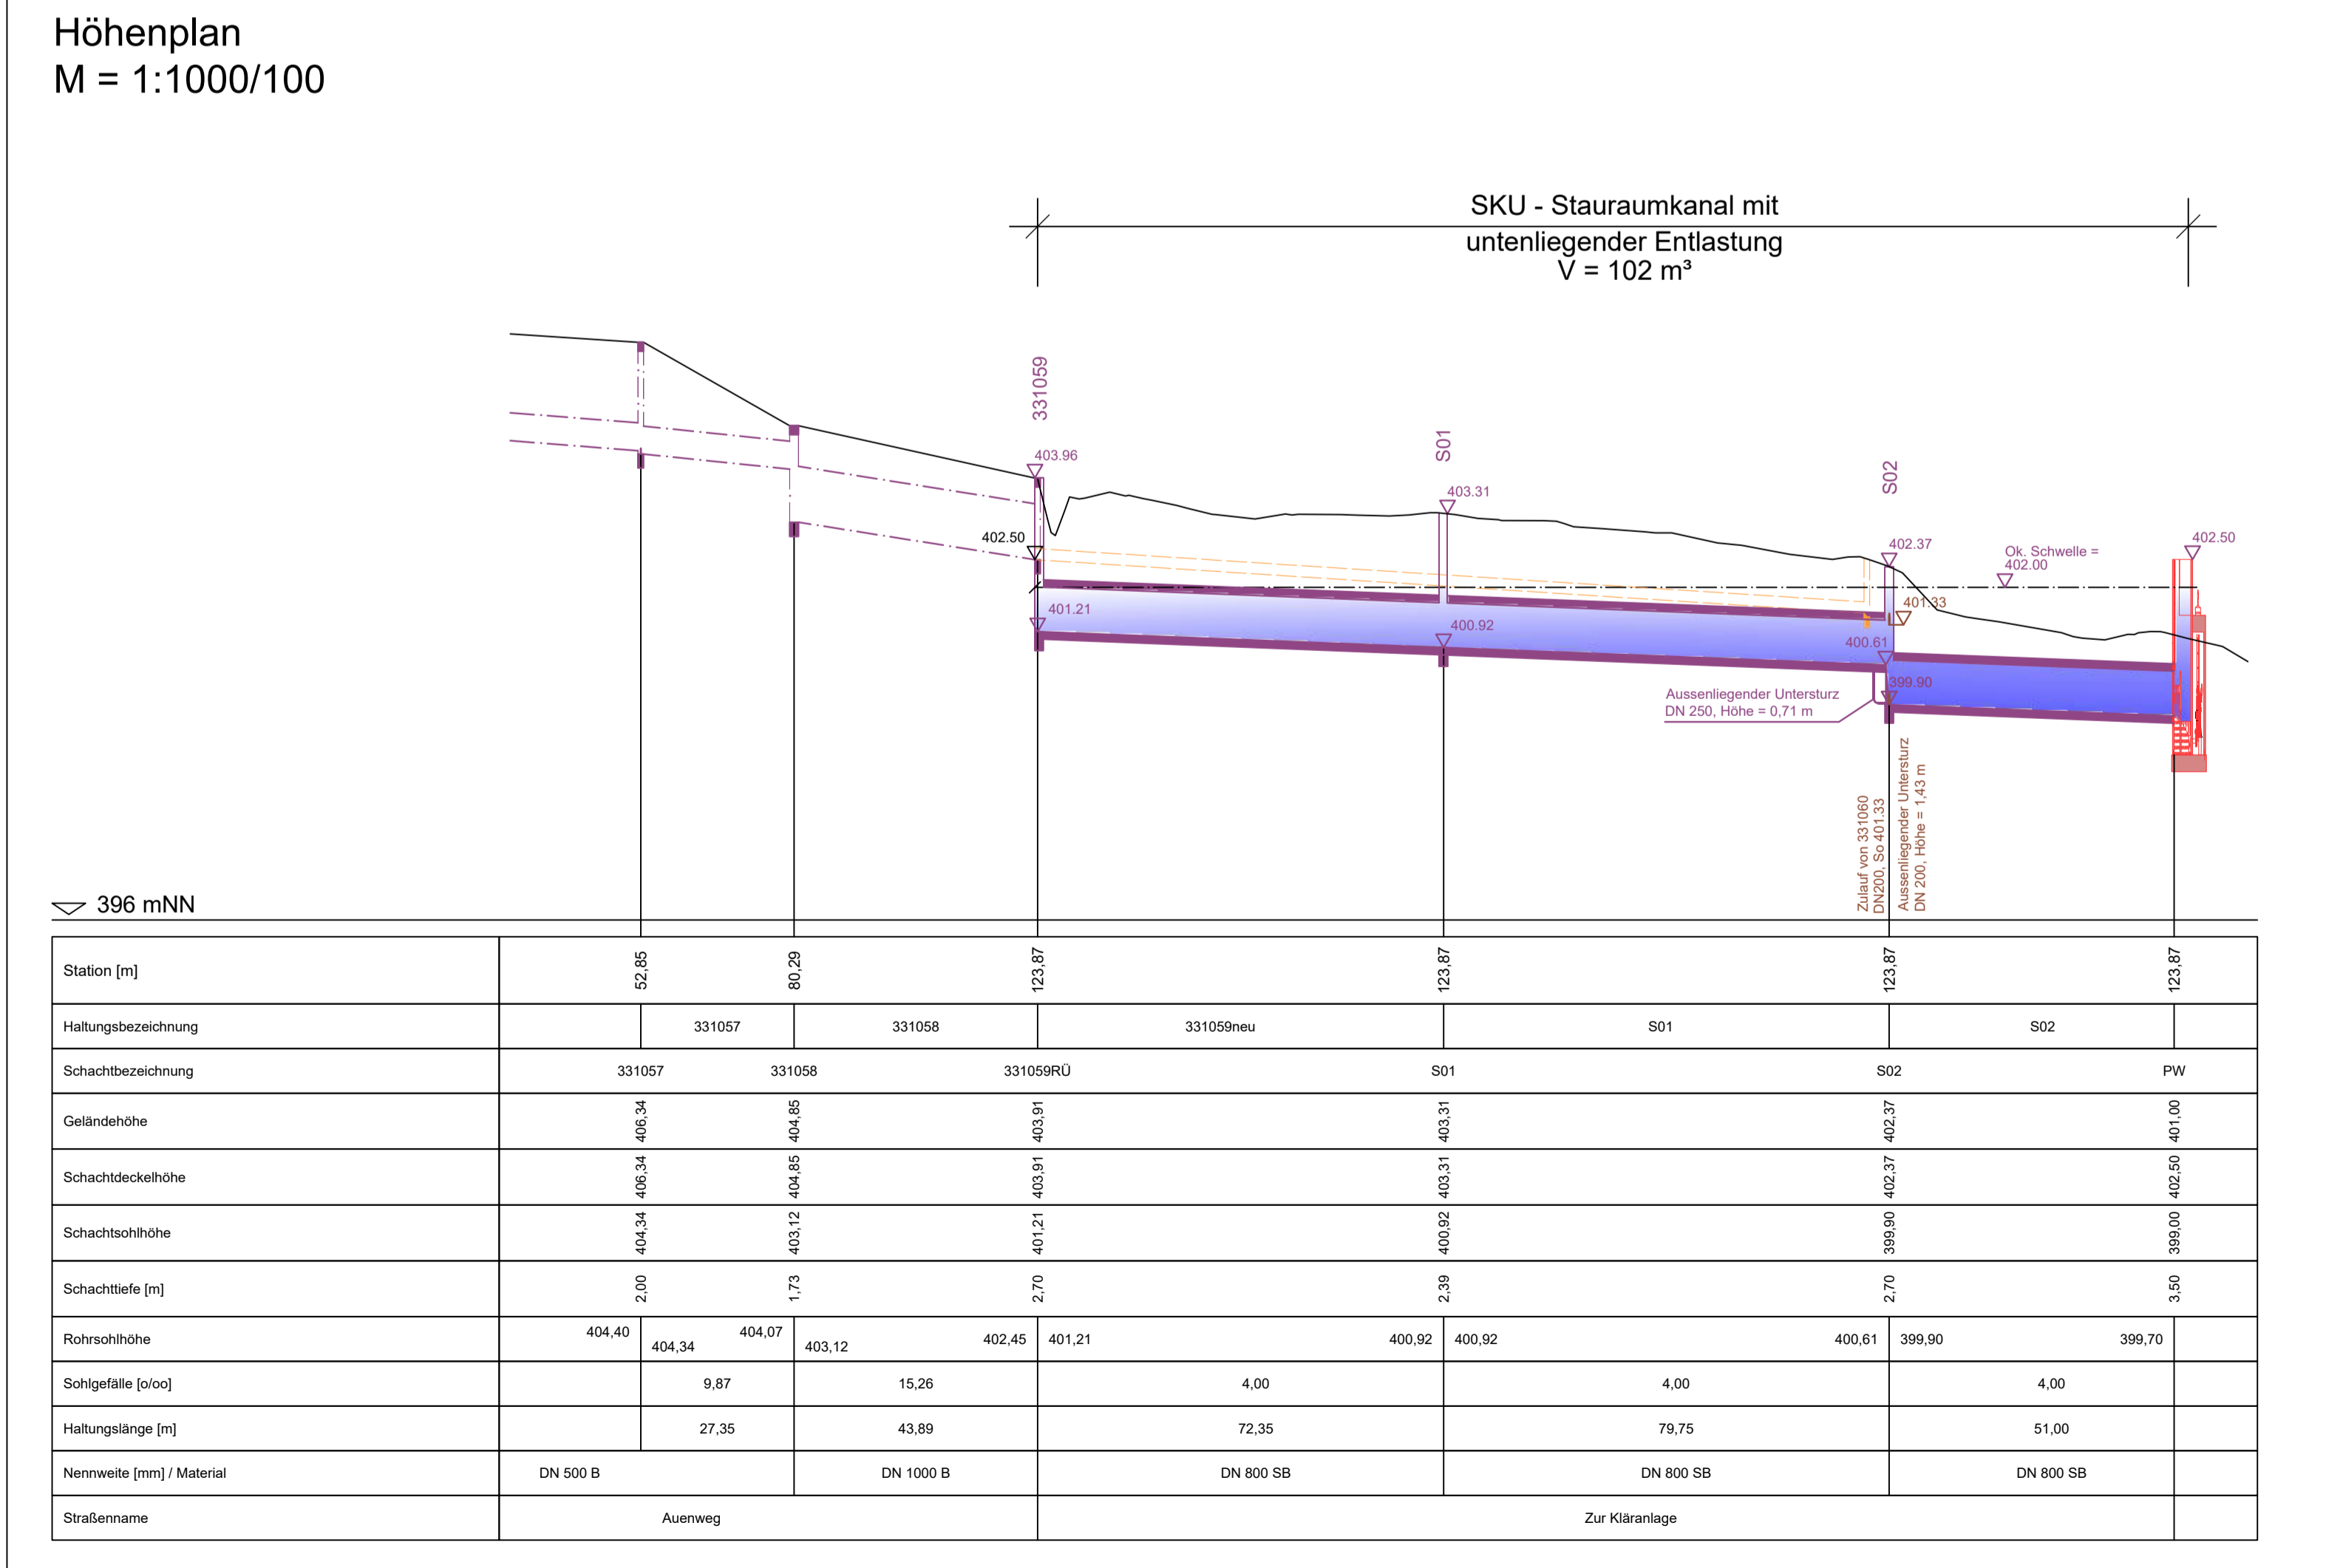 Höhenplan
M = 1:1000/100
SKU - Stauraumkanal mit
untenliegender Entlastung
V = 102 m³
331059
403.96
S01
403.31
S02
402.37
402.50
Ok. Schwelle =
402.00
402.50
401.21
400.92
400.61
401.33
399.90
Aussenliegender Untersturz
DN 250, Höhe = 0,71 m
Zulauf von 331060
DN200, So 401.33
Aussenliegender Untersturz
DN 200, Höhe = 1,43 m
396 mNN
Station [m] 52,85 80,29 123,87 123,87 123,87 123,87
Haltungsbezeichnung 331057 331058 331059neu S01 S02
Schachtbezeichnung 331057 331058 331059RÜ S01 S02 PW
Geländehöhe 406,34 404,85 403,91 403,31 402,37 401,00
Schachtdeckelhöhe 406,34 404,85 403,91 403,31 402,37 402,50
Schachtsohlhöhe 404,34 403,12 401,21 400,92 399,90 399,00
Schachttiefe [m] 2,00 1,73 2,70 2,39 2,70 3,50
Rohrsohlhöhe 404,40 404,34 404,07 403,12 402,45 401,21 400,92 400,92 400,61 399,90 399,70
Sohlgefälle [o/oo] 9,87 15,26 4,00 4,00 4,00
Haltungslänge [m] 27,35 43,89 72,35 79,75 51,00
Nennweite [mm] / Material DN 500 B DN 1000 B DN 800 SB DN 800 SB DN 800 SB
Straßenname Auenweg Zur Kläranlage